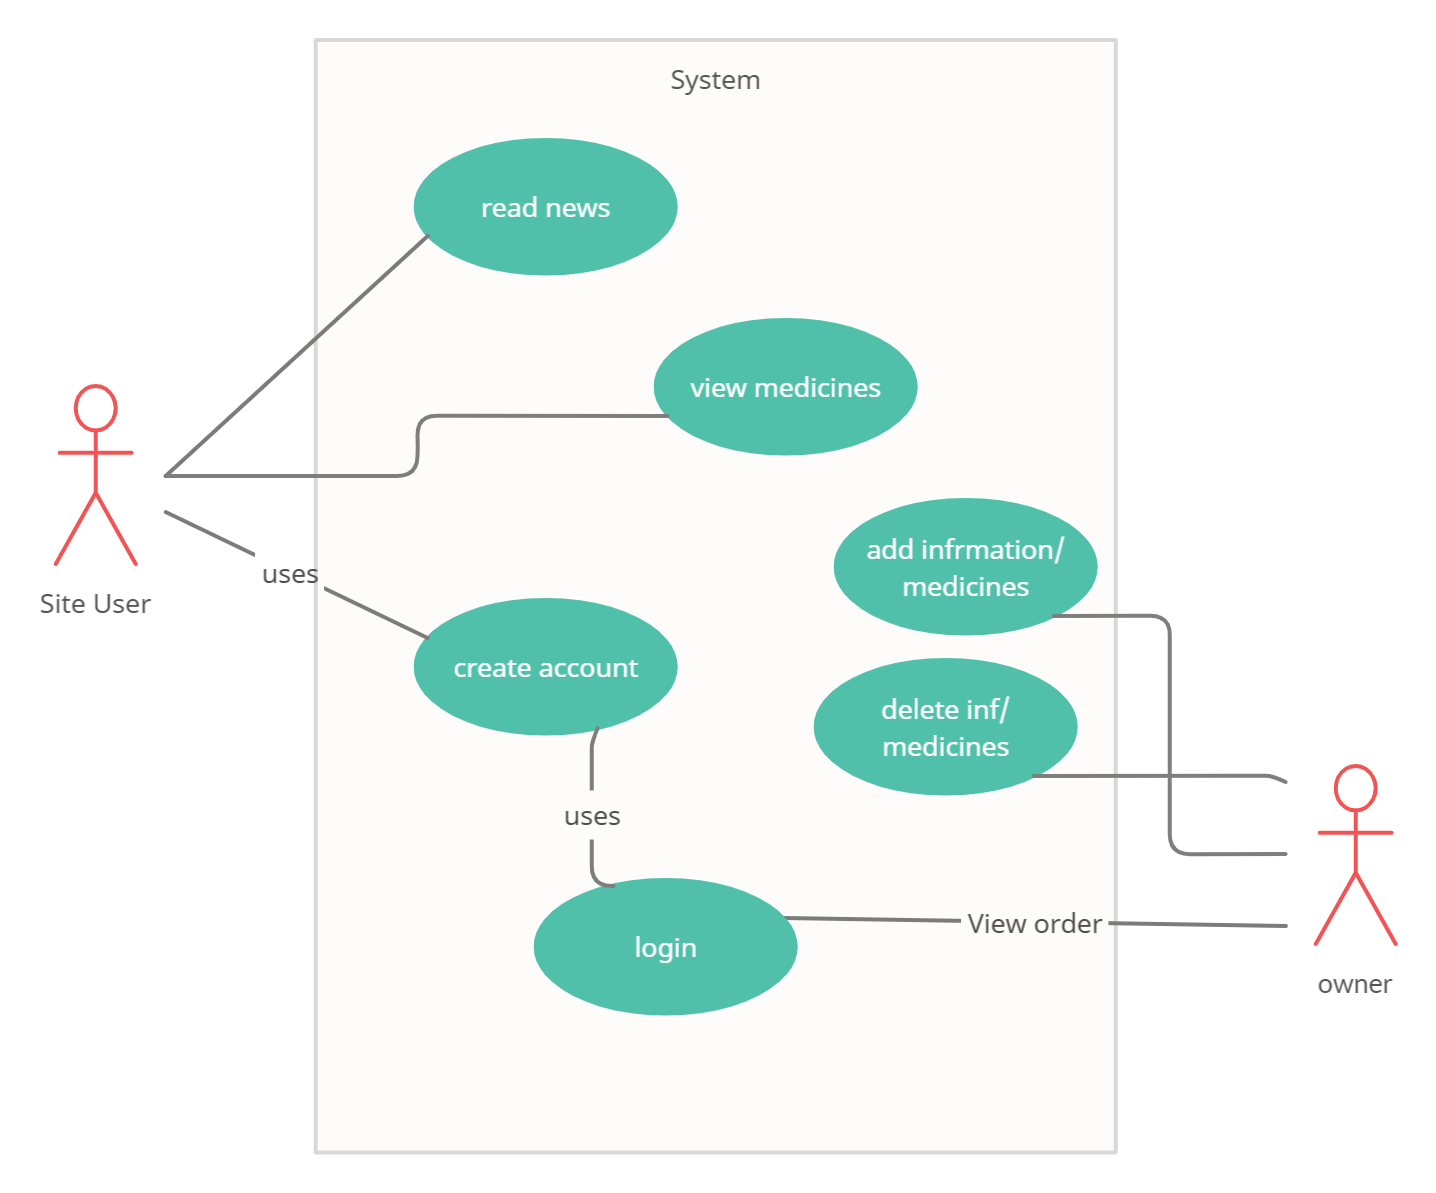 System
read news
view medicines
add infrmation/
medicines
uses
Site User
create account
delete inf/
medicines
uses
View order
login
owner